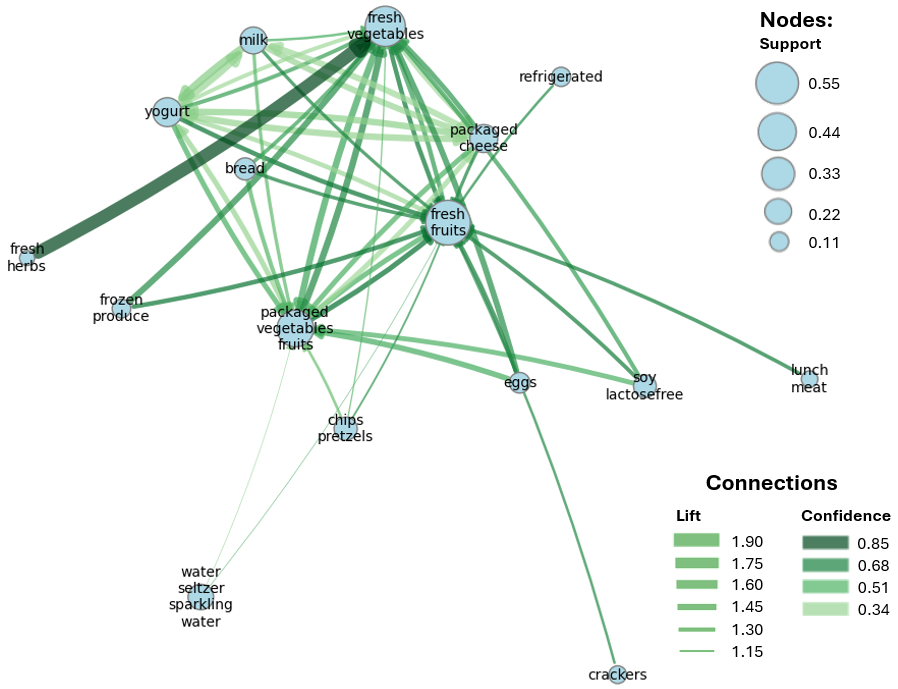 fresh
vegetables
milk
refrigerated
yogurt
packaged
cheese
bread
fresh
fruits
fresh
herbs
frozen
produce
packaged
vegetables
fruits
eggs
soy
lactosefree
lunch
meat
chips
pretzels
water
seltzer
sparkling
water
crackers
Nodes:
Support
0.55
0.44
0.33
0.22
0.11
Connections
Lift
1.90
1.75
1.60
1.45
1.30
1.15
Confidence
0.85
0.68
0.51
0.34